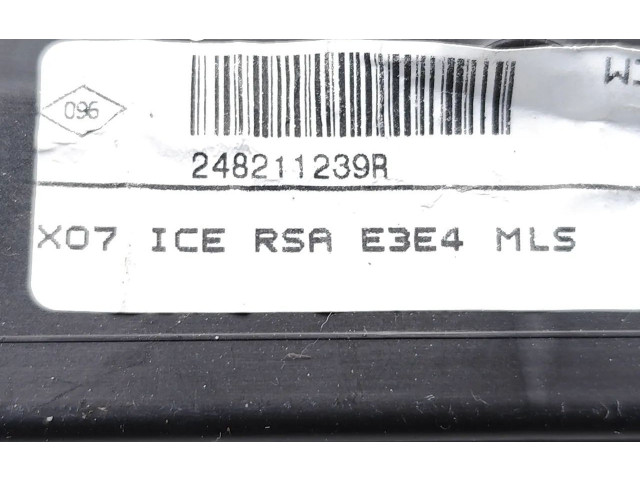 096
248211239R
X07 ICE RSA E3E4 MLS